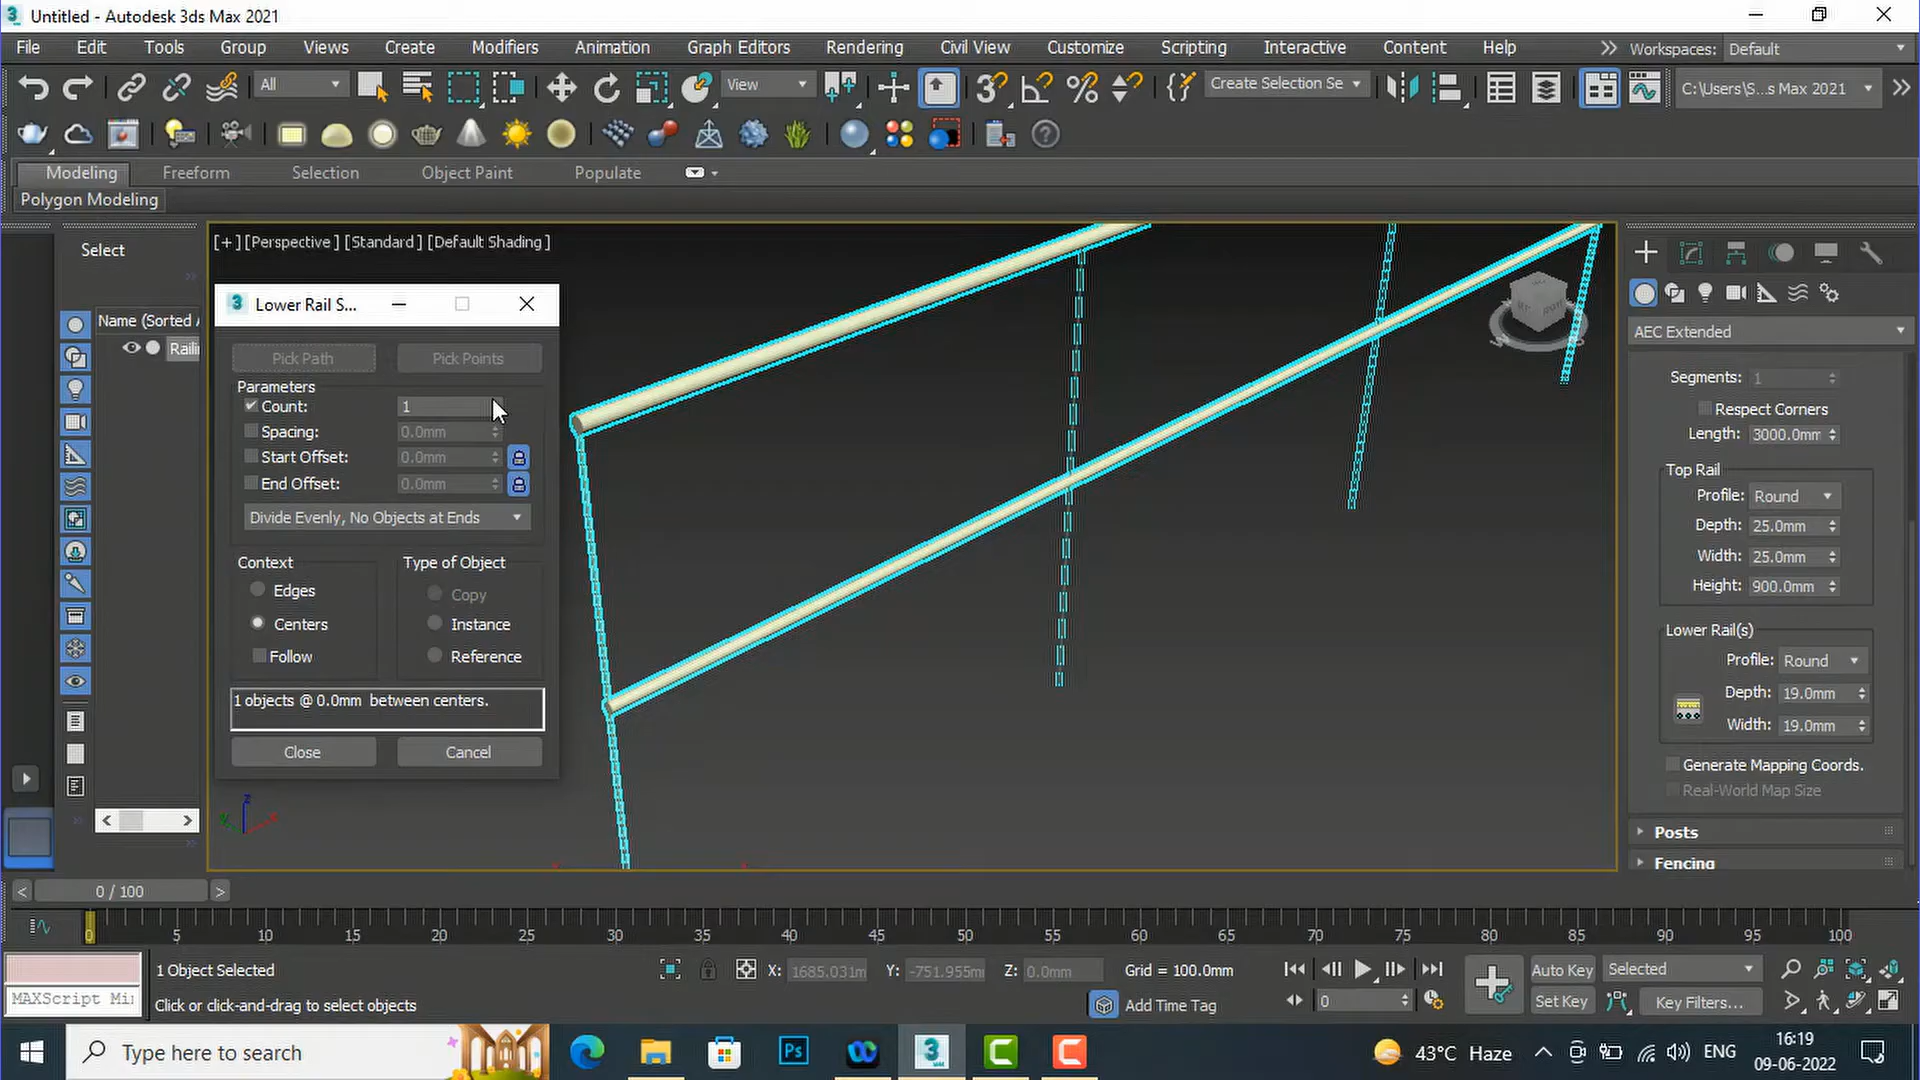 Untitled - Autodesk 3ds Max 2021
File Edit Tools Group Views Create Modifiers Animation Graph Editors Rendering Civil View Customize Scripting Interactive Content Help Workspaces: Default
All View Create Selection Se C:\Users\S...s Max 2021
Modeling Freeform Selection Object Paint Populate
Polygon Modeling
Select
[+] [Perspective] [Standard] [Default Shading]
Name (Sorted A
Raili
Lower Rail S...
Pick Path Pick Points
Parameters
Count: 1
Spacing: 0.0mm
Start Offset: 0.0mm
End Offset: 0.0mm
Divide Evenly, No Objects at Ends
Context Type of Object
Edges Copy
Centers Instance
Follow Reference
1 objects @ 0.0mm between centers.
Close Cancel
AEC Extended
Segments: 1
Respect Corners
Length: 3000.0mm
Top Rail
Profile: Round
Depth: 25.0mm
Width: 25.0mm
Height: 900.0mm
Lower Rail(s)
Profile: Round
Depth: 19.0mm
Width: 19.0mm
Generate Mapping Coords.
Real-World Map Size
Posts
Fencing
0 / 100
0 5 10 15 20 25 30 35 40 45 50 55 60 65 70 75 80 85 90 95 100
1 Object Selected X: 1685.031m Y: -751.955m Z: 0.0mm Grid = 100.0mm Auto Key Selected
MAXScript Mi Click or click-and-drag to select objects Add Time Tag 0 Set Key Key Filters...
Type here to search Ps 43°C Haze ENG 16:19
09-06-2022